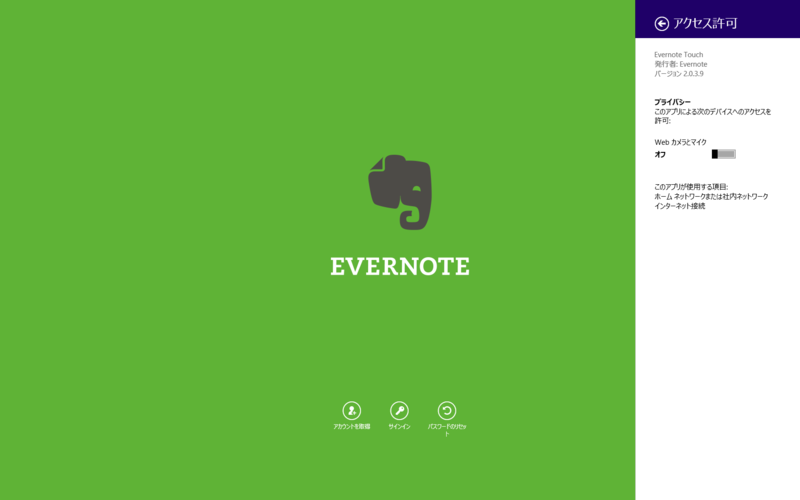 アクセス許可
Evernote Touch
発行者: Evernote
バージョン 2.0.3.9
プライバシー
このアプリによる次のデバイスへのアクセスを
許可:
Web カメラとマイク
オフ
このアプリが使用する項目:
ホーム ネットワークまたは社内ネットワーク
インターネット接続
EVERNOTE
アカウントを取得
サインイン
パスワードのリセッ
ト